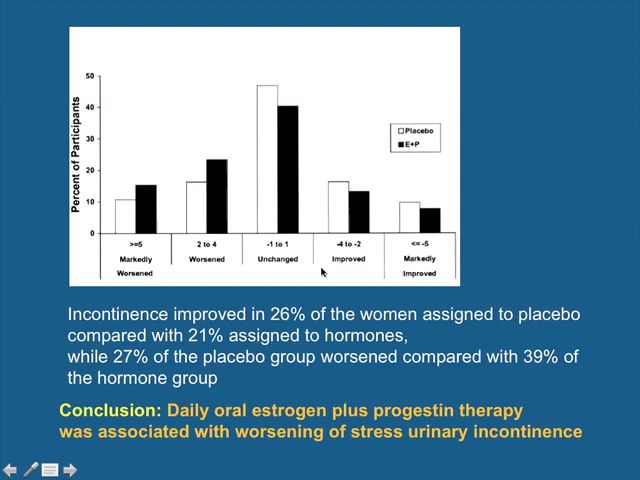 50
40
30
20
10
0
Percent of Participants
Placebo
E+P
>=5
2 to 4
-1 to 1
-4 to -2
<= -5
Markedly
Worsened
Unchanged
Improved
Markedly
Worsened
Improved
Incontinence improved in 26% of the women assigned to placebo
compared with 21% assigned to hormones,
while 27% of the placebo group worsened compared with 39% of
the hormone group
Conclusion: Daily oral estrogen plus progestin therapy
was associated with worsening of stress urinary incontinence